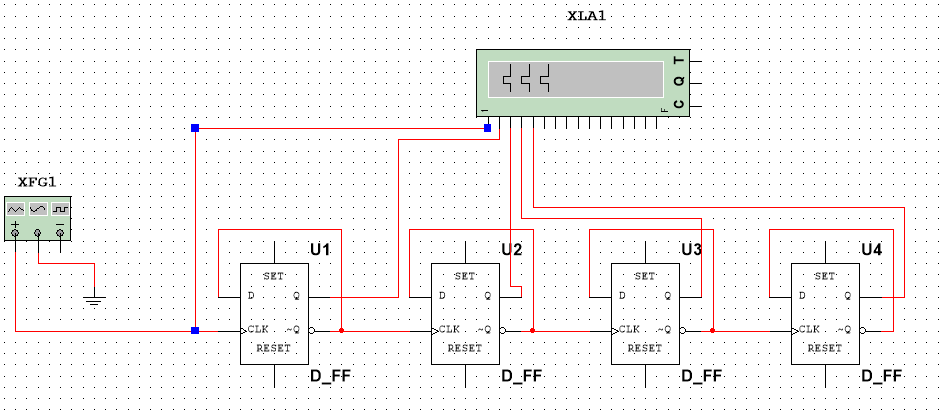 XLA1
T
Q
C
1
F
XFG1
+
−
U1
SET
D Q
CLK ~Q
RESET
D_FF
U2
SET
D Q
CLK ~Q
RESET
D_FF
U3
SET
D Q
CLK ~Q
RESET
D_FF
U4
SET
D Q
CLK ~Q
RESET
D_FF